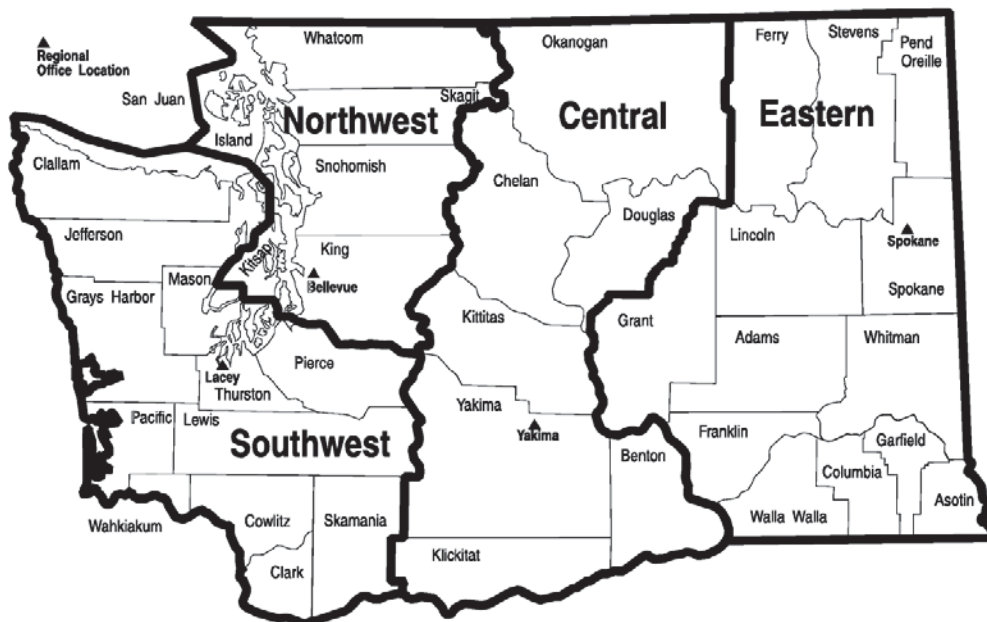 ▲
Regional
Office Location
Whatcom
San Juan
Skagit
Northwest
Island
Snohomish
Clallam
Jefferson
King
Kitsap
▲
Bellevue
Mason
Grays Harbor
Pierce
▲
Lacey
Thurston
Pacific
Lewis
Southwest
Wahkiakum
Cowlitz
Skamania
Clark
Okanogan
Central
Chelan
Douglas
Kittitas
Yakima
▲
Yakima
Benton
Klickitat
Ferry
Stevens
Pend
Oreille
Eastern
Lincoln
▲
Spokane
Spokane
Grant
Adams
Whitman
Franklin
Garfield
Columbia
Walla Walla
Asotin